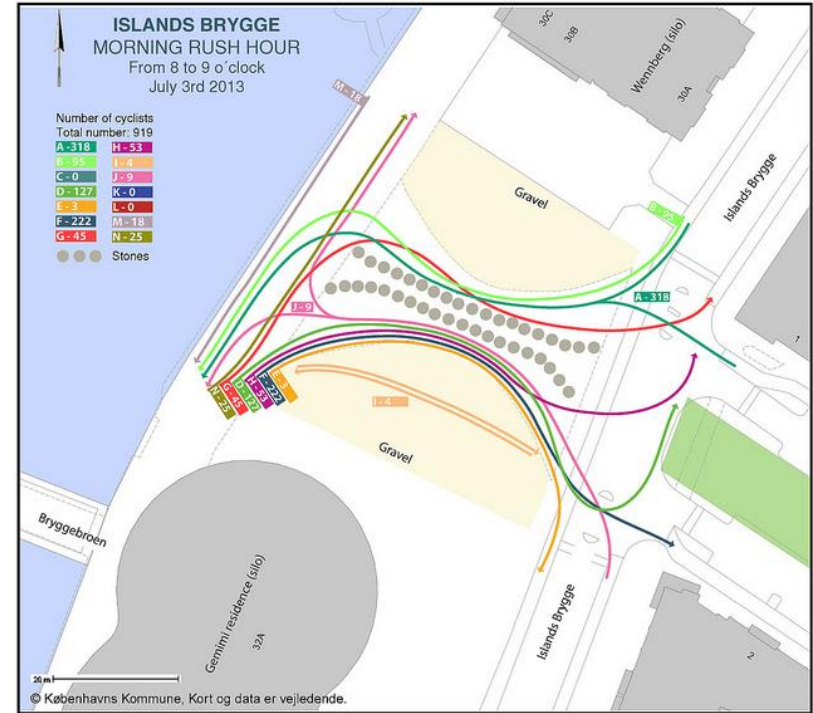 ISLANDS BRYGGE
MORNING RUSH HOUR
From 8 to 9 o´clock
July 3rd 2013
Number of cyclists
Total number: 919
A -318
H - 53
B - 95
I - 4
C - 0
J - 9
D - 127
K - 0
E - 3
L - 0
F - 222
M - 18
G - 45
N - 25
Stones
M - 18
30C
30B
Wennberg (silo)
30A
Gravel
Islands Brygge
B - 95
A - 318
J - 9
1
N - 25
G - 45
D - 127
H - 53
F - 222
E - 3
I - 4
Gravel
Bryggebroen
Gemimi residence (silo)
32A
Islands Brygge
2
20 m
© Københavns Kommune, Kort og data er vejledende.